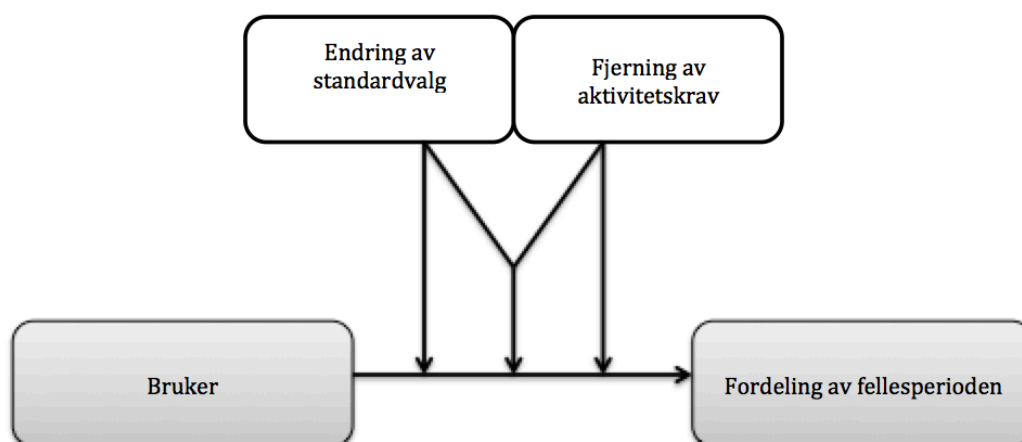 Endring av
standardvalg
Fjerning av
aktivitetskrav
Bruker
Fordeling av fellesperioden